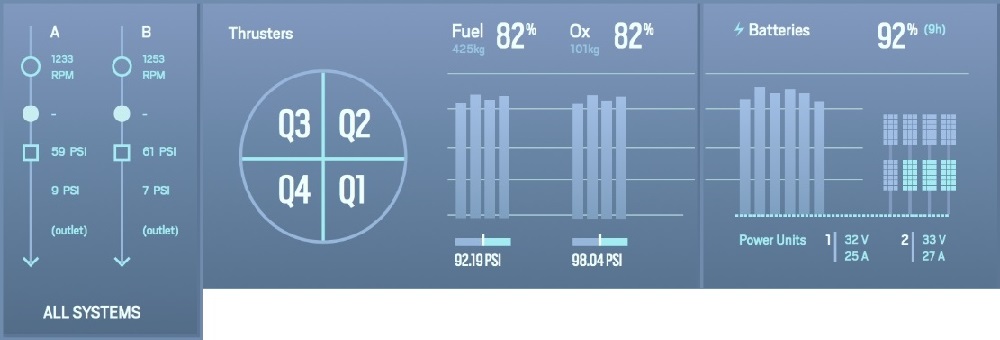 A
B
1233
RPM
1253
RPM
-
-
59 PSI
61 PSI
9 PSI
7 PSI
(outlet)
(outlet)
ALL SYSTEMS
Thrusters
Q3 Q2
Q4 Q1
Fuel 82%
425kg
Ox 82%
101kg
92.19 PSI
98.04 PSI
Batteries 92% (9h)
Power Units
1 32 V
25 A
2 33 V
27 A